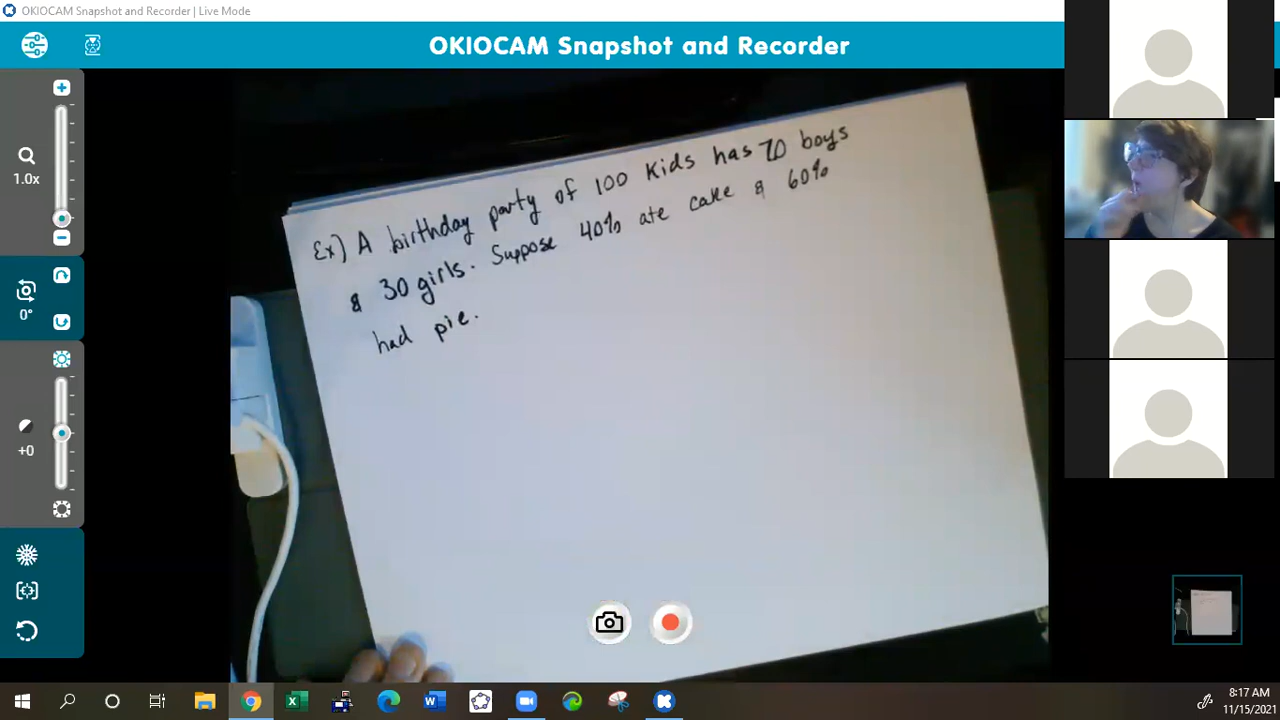 OKIOCAM Snapshot and Recorder | Live Mode
OKIOCAM Snapshot and Recorder
1.0x
0°
+0
Ex) A birthday party of 100 kids has 70 boys
& 30 girls. Suppose 40% ate cake & 60%
had pie.
8:17 AM
11/15/2021